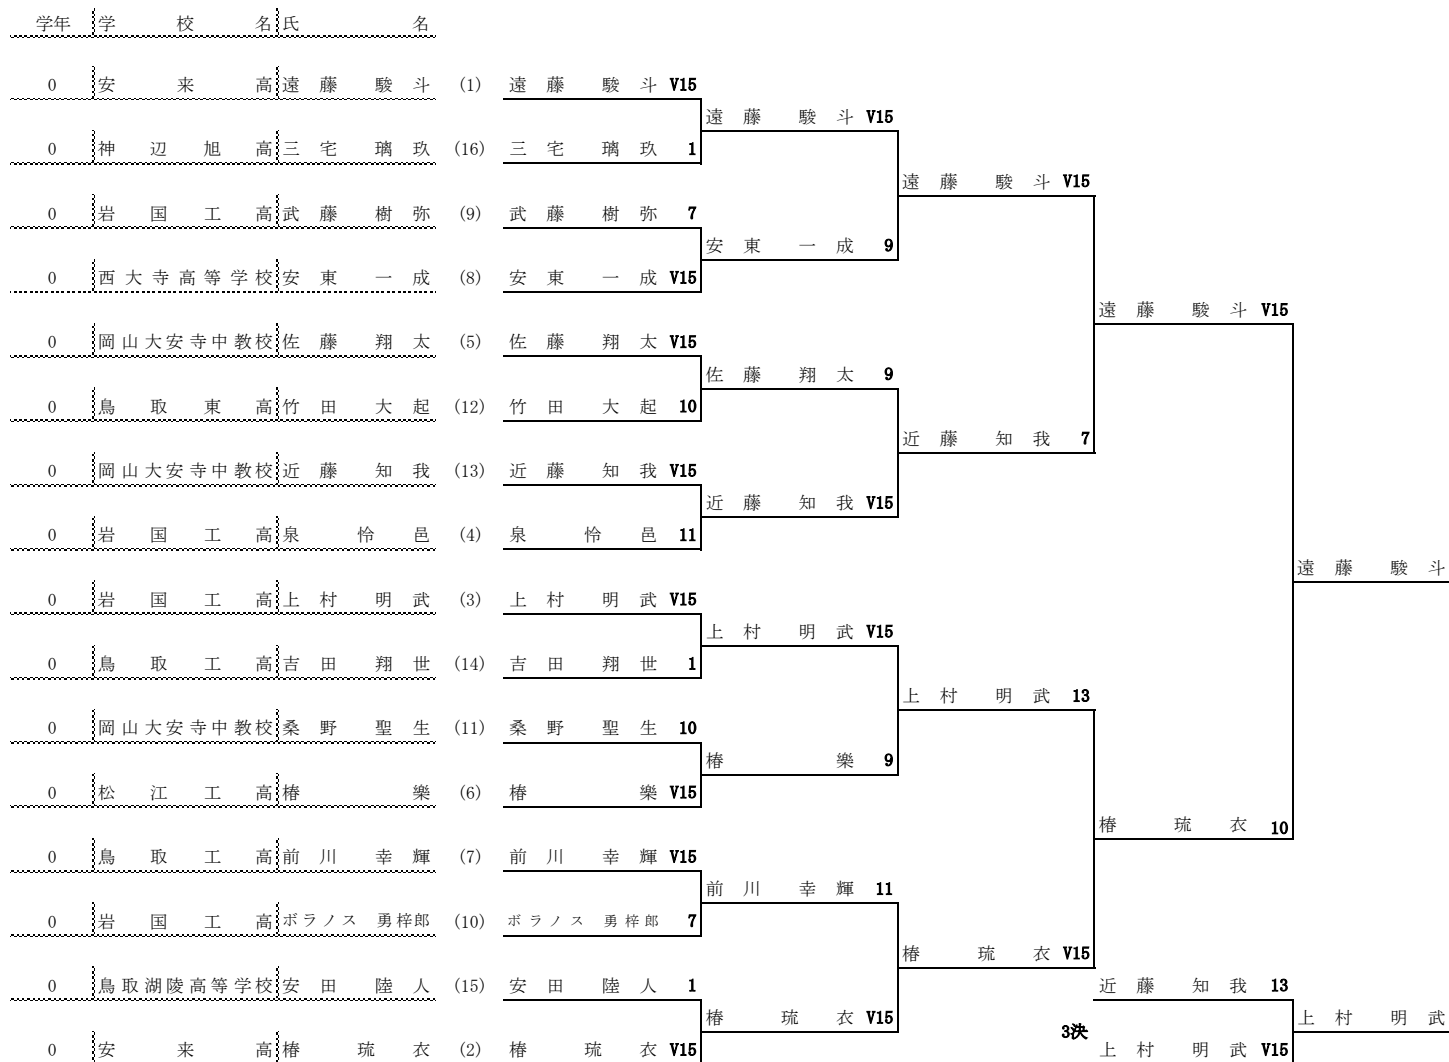 学年 学校名 氏名
0 安来高 遠藤駿斗 (1) 遠藤駿斗 V15
遠藤駿斗 V15
0 神辺旭高 三宅璃玖 (16) 三宅璃玖 1
遠藤駿斗 V15
0 岩国工高 武藤樹弥 (9) 武藤樹弥 7
安東一成 9
0 西大寺高等学校 安東一成 (8) 安東一成 V15
遠藤駿斗 V15
0 岡山大安寺中教校 佐藤翔太 (5) 佐藤翔太 V15
佐藤翔太 9
0 鳥取東高 竹田大起 (12) 竹田大起 10
近藤知我 7
0 岡山大安寺中教校 近藤知我 (13) 近藤知我 V15
近藤知我 V15
0 岩国工高 泉怜邑 (4) 泉怜邑 11
遠藤駿斗
0 岩国工高 上村明武 (3) 上村明武 V15
上村明武 V15
0 鳥取工高 吉田翔世 (14) 吉田翔世 1
上村明武 13
0 岡山大安寺中教校 桑野聖生 (11) 桑野聖生 10
椿樂 9
0 松江工高 椿樂 (6) 椿樂 V15
椿琉衣 10
0 鳥取工高 前川幸輝 (7) 前川幸輝 V15
前川幸輝 11
0 岩国工高 ボラノス勇梓郎 (10) ボラノス勇梓郎 7
椿琉衣 V15
0 鳥取湖陵高等学校 安田陸人 (15) 安田陸人 1 近藤知我 13
椿琉衣 V15 上村明武
3決
0 安来高 椿琉衣 (2) 椿琉衣 V15 上村明武 V15